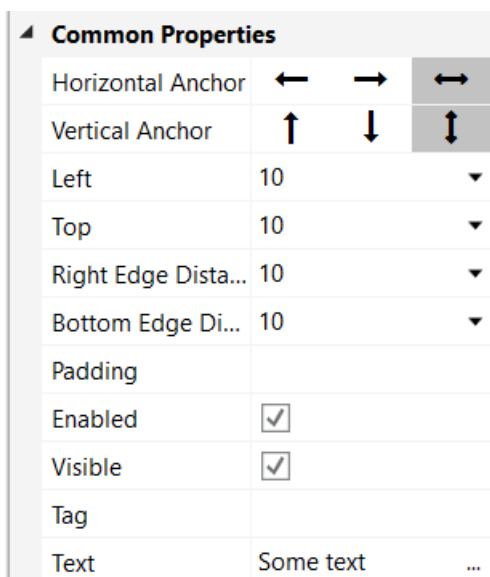 Common Properties
Horizontal Anchor
Vertical Anchor
Left 10
Top 10
Right Edge Dista... 10
Bottom Edge Di... 10
Padding
Enabled
Visible
Tag
Text Some text ...